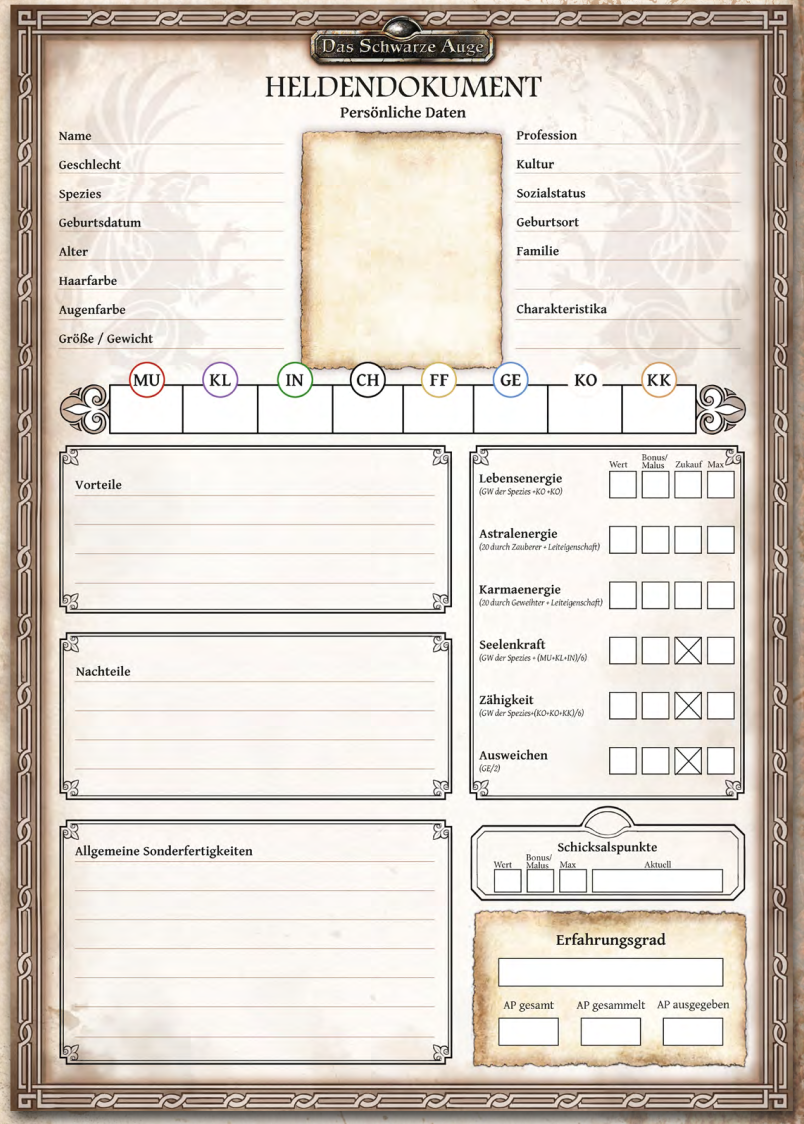 Das Schwarze Auge
HELDENDOKUMENT
Persönliche Daten
Name
Geschlecht
Spezies
Geburtsdatum
Alter
Haarfarbe
Augenfarbe
Größe / Gewicht
Profession
Kultur
Sozialstatus
Geburtsort
Familie
Charakteristika
MU KL IN CH FF GE KO KK
Vorteile
Nachteile
Allgemeine Sonderfertigkeiten
Wert Bonus/ Malus Zukauf Max
Lebensenergie
(GW der Spezies +KO +KO)
Astralenergie
(20 durch Zauberer + Leiteigenschaft)
Karmaenergie
(20 durch Geweihter + Leiteigenschaft)
Seelenkraft
(GW der Spezies + (MU+KL+IN)/6)
Zähigkeit
(GW der Spezies+(KO+KO+KK)/6)
Ausweichen
(GE/2)
Schicksalspunkte
Wert Bonus/ Malus Max Aktuell
Erfahrungsgrad
AP gesamt AP gesammelt AP ausgegeben